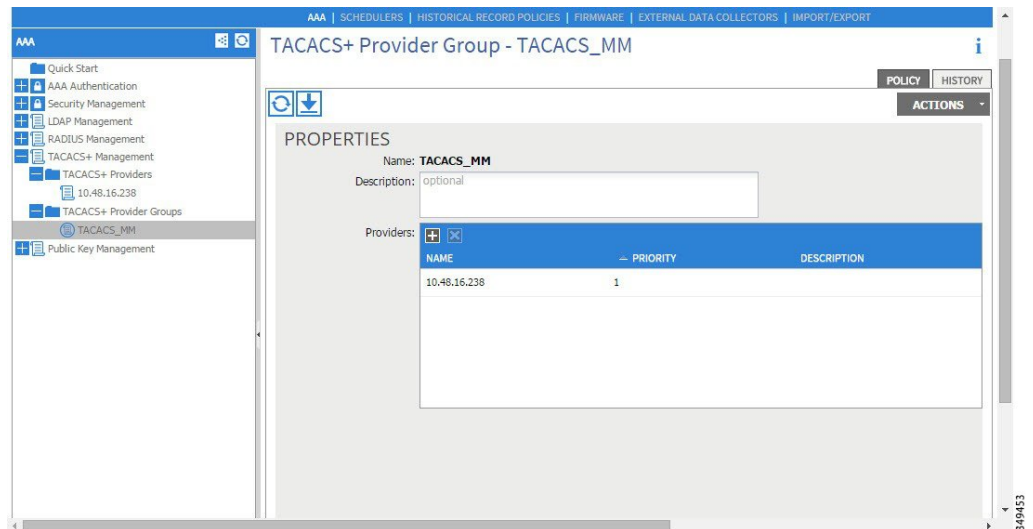 AAA | SCHEDULERS | HISTORICAL RECORD POLICIES | FIRMWARE | EXTERNAL DATA COLLECTORS | IMPORT/EXPORT
AAA
Quick Start
AAA Authentication
Security Management
LDAP Management
RADIUS Management
TACACS+ Management
TACACS+ Providers
10.48.16.238
TACACS+ Provider Groups
TACACS_MM
Public Key Management
TACACS+ Provider Group - TACACS_MM
i
POLICY HISTORY
ACTIONS
PROPERTIES
Name: TACACS_MM
Description: optional
Providers:
NAME PRIORITY DESCRIPTION
10.48.16.238 1
349453